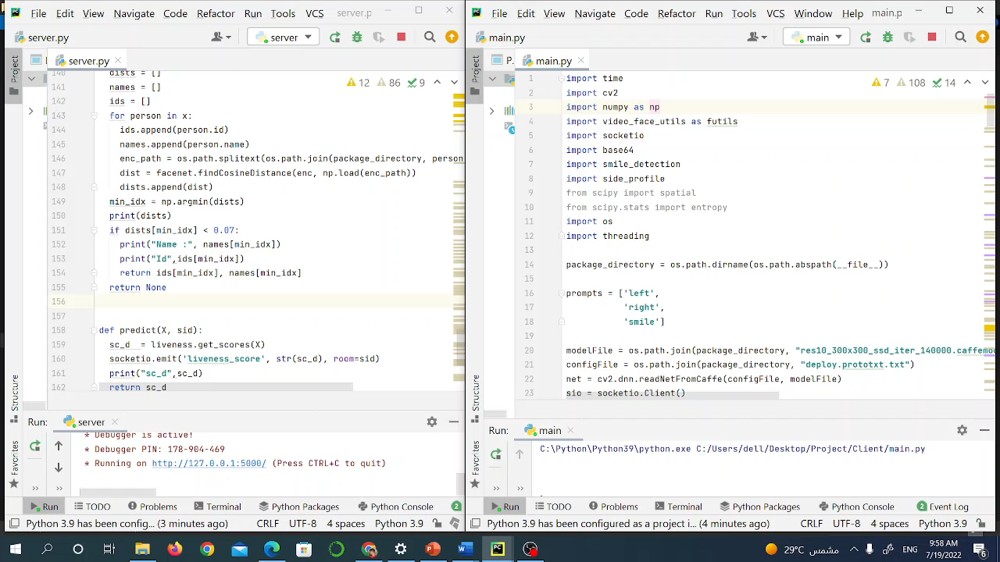 File Edit View Navigate Code Refactor Run Tools VCS server.p
server.py
server
server.py
12 86 9
140 dists = []
141 names = []
142 ids = []
143 for person in x:
144 ids.append(person.id)
145 names.append(person.name)
146 enc_path = os.path.splitext(os.path.join(package_directory, person
147 dist = facenet.findCosineDistance(enc, np.load(enc_path))
148 dists.append(dist)
149 min_idx = np.argmin(dists)
150 print(dists)
151 if dists[min_idx] < 0.07:
152 print("Name :", names[min_idx])
153 print("Id",ids[min_idx])
154 return ids[min_idx], names[min_idx]
155 return None
156
157
158 def predict(X, sid):
159 sc_d = liveness.get_scores(X)
160 socketio.emit('liveness_score', str(sc_d), room=sid)
161 print("sc_d",sc_d)
162 return sc_d
Project
Structure
Favorites
Run: server
* Debugger is active!
* Debugger PIN: 178-504-449
* Running on http://127.0.0.1:5000/ (Press CTRL+C to quit)
Run TODO Problems Terminal Python Packages Python Console 2
Python 3.9 has been configured (3 minutes ago) CRLF UTF-8 4 spaces Python 3.9
File Edit View Navigate Code Refactor Run Tools VCS Window Help main.p
main.py
main
P.
main.py
7 108 14
1 import time
2 import cv2
3 import numpy as np
4 import video_face_utils as futils
5 import socketio
6 import base64
7 import smile_detection
8 import side_profile
9 from scipy import spatial
10 from scipy.stats import entropy
11 import os
12 import threading
13
14 package_directory = os.path.dirname(os.path.abspath(__file__))
15
16 prompts = ['left',
17 'right',
18 'smile']
19
20 modelFile = os.path.join(package_directory, "res10_300x300_ssd_iter_140000.caffemod
21 configFile = os.path.join(package_directory, "deploy.prototxt.txt")
22 net = cv2.dnn.readNetFromCaffe(configFile, modelFile)
23 sio = socketio.Client()
Project
Structure
Favorites
Run: main
C:\Python\Python39\python.exe C:/Users/dell/Desktop/Project/Client/main.py
Run TODO Problems Terminal Python Packages Python Console 2 Event Log
Python 3.9 has been configured as a project i.. (4 minutes ago) CRLF UTF-8 4 spaces Python 3.9
9:58 AM
7/19/2022
6